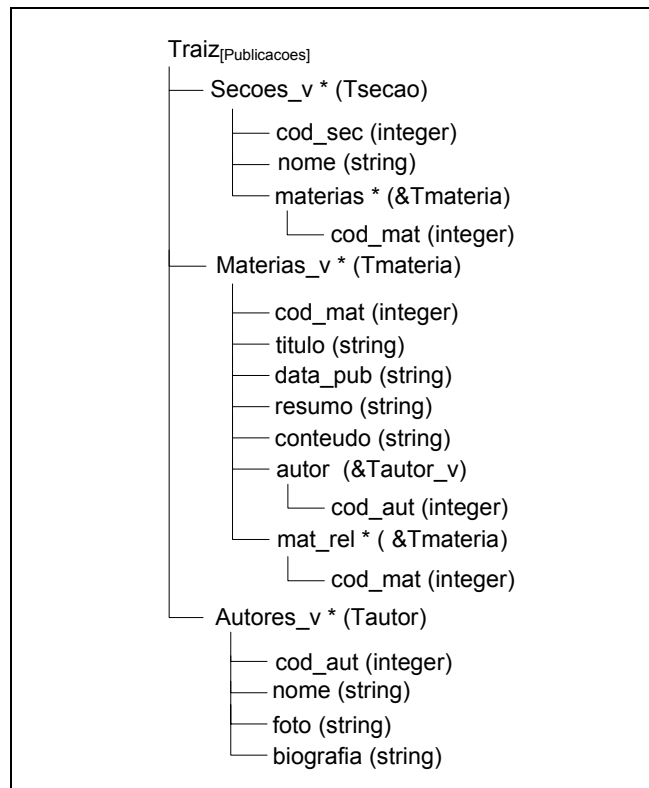 Traiz[Publicacoes]
Secoes_v * (Tsecao)
cod_sec (integer)
nome (string)
materias * (&Tmateria)
cod_mat (integer)
Materias_v * (Tmateria)
cod_mat (integer)
titulo (string)
data_pub (string)
resumo (string)
conteudo (string)
autor (&Tautor_v)
cod_aut (integer)
mat_rel * ( &Tmateria)
cod_mat (integer)
Autores_v * (Tautor)
cod_aut (integer)
nome (string)
foto (string)
biografia (string)